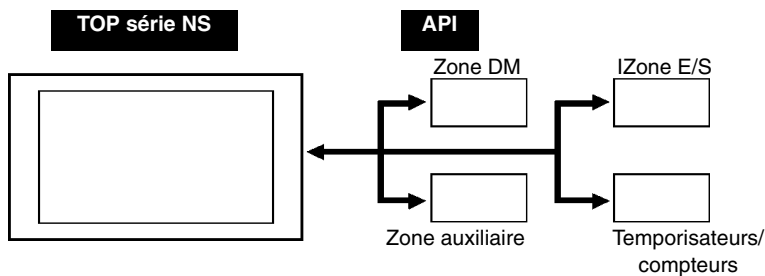 TOP série NS
API
Zone DM
IZone E/S
Zone auxiliaire
Temporisateurs/
compteurs